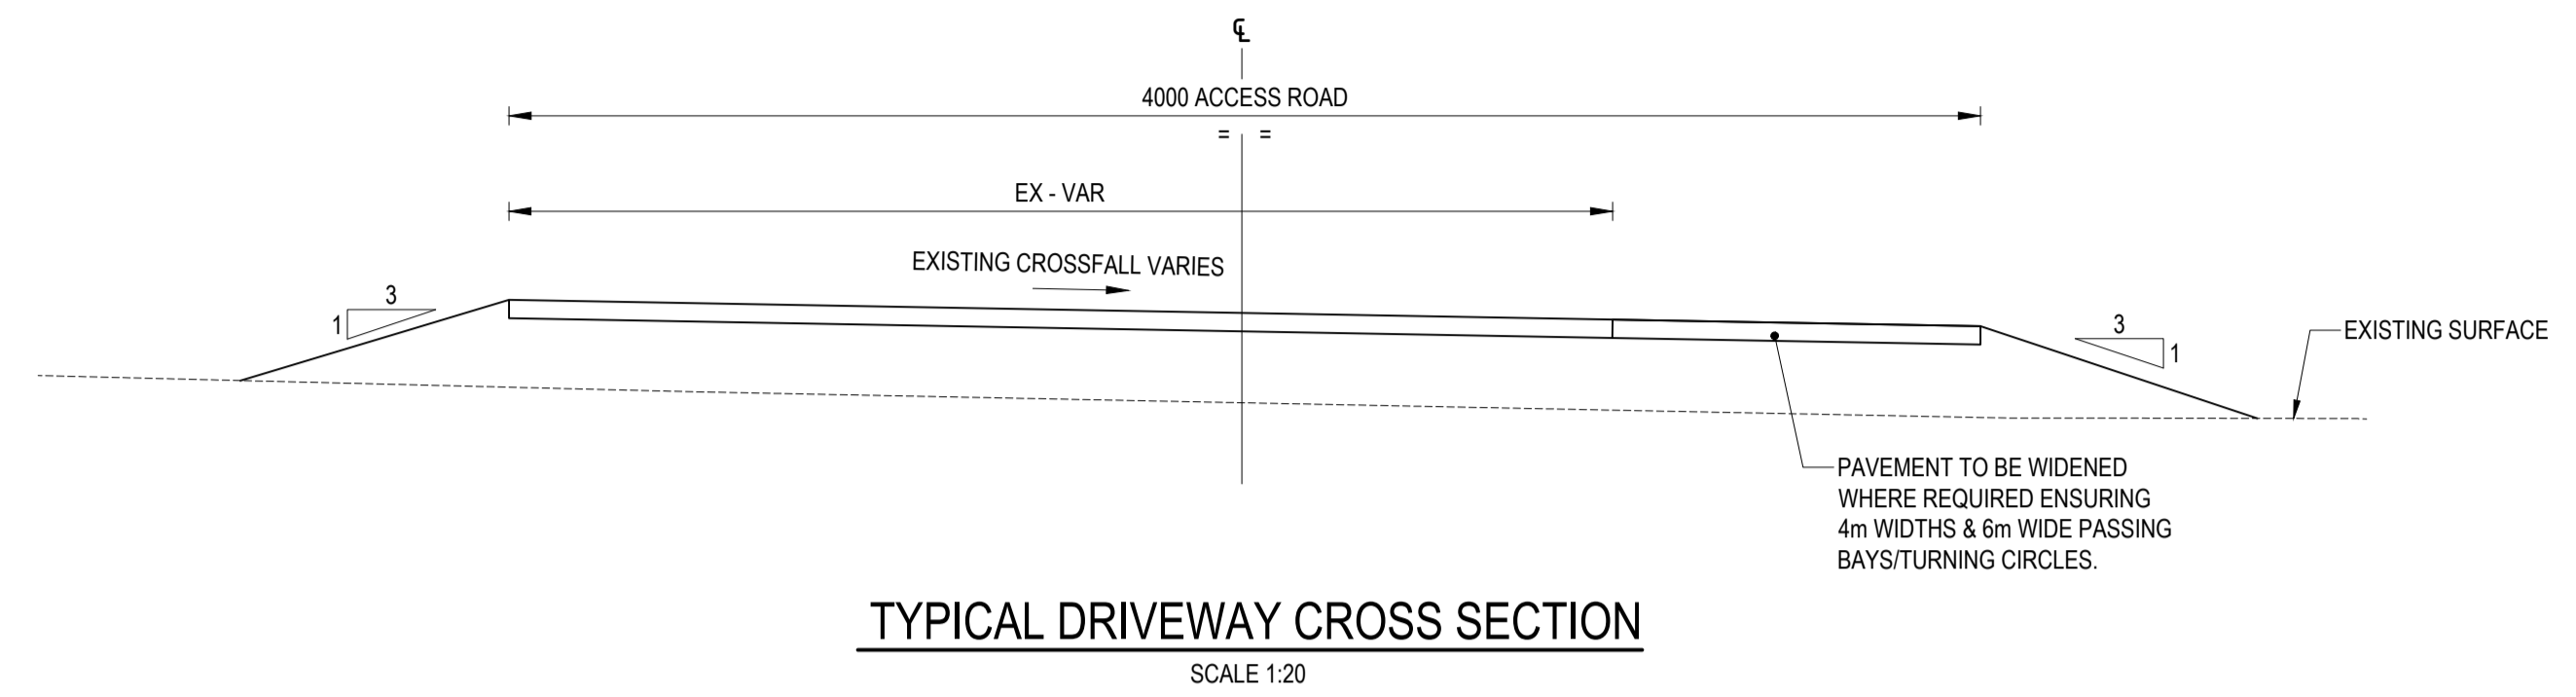 ℄
4000 ACCESS ROAD
= =
EX - VAR
EXISTING CROSSFALL VARIES
3
1
3
1
EXISTING SURFACE
PAVEMENT TO BE WIDENED
WHERE REQUIRED ENSURING
4m WIDTHS & 6m WIDE PASSING
BAYS/TURNING CIRCLES.
TYPICAL DRIVEWAY CROSS SECTION
SCALE 1:20